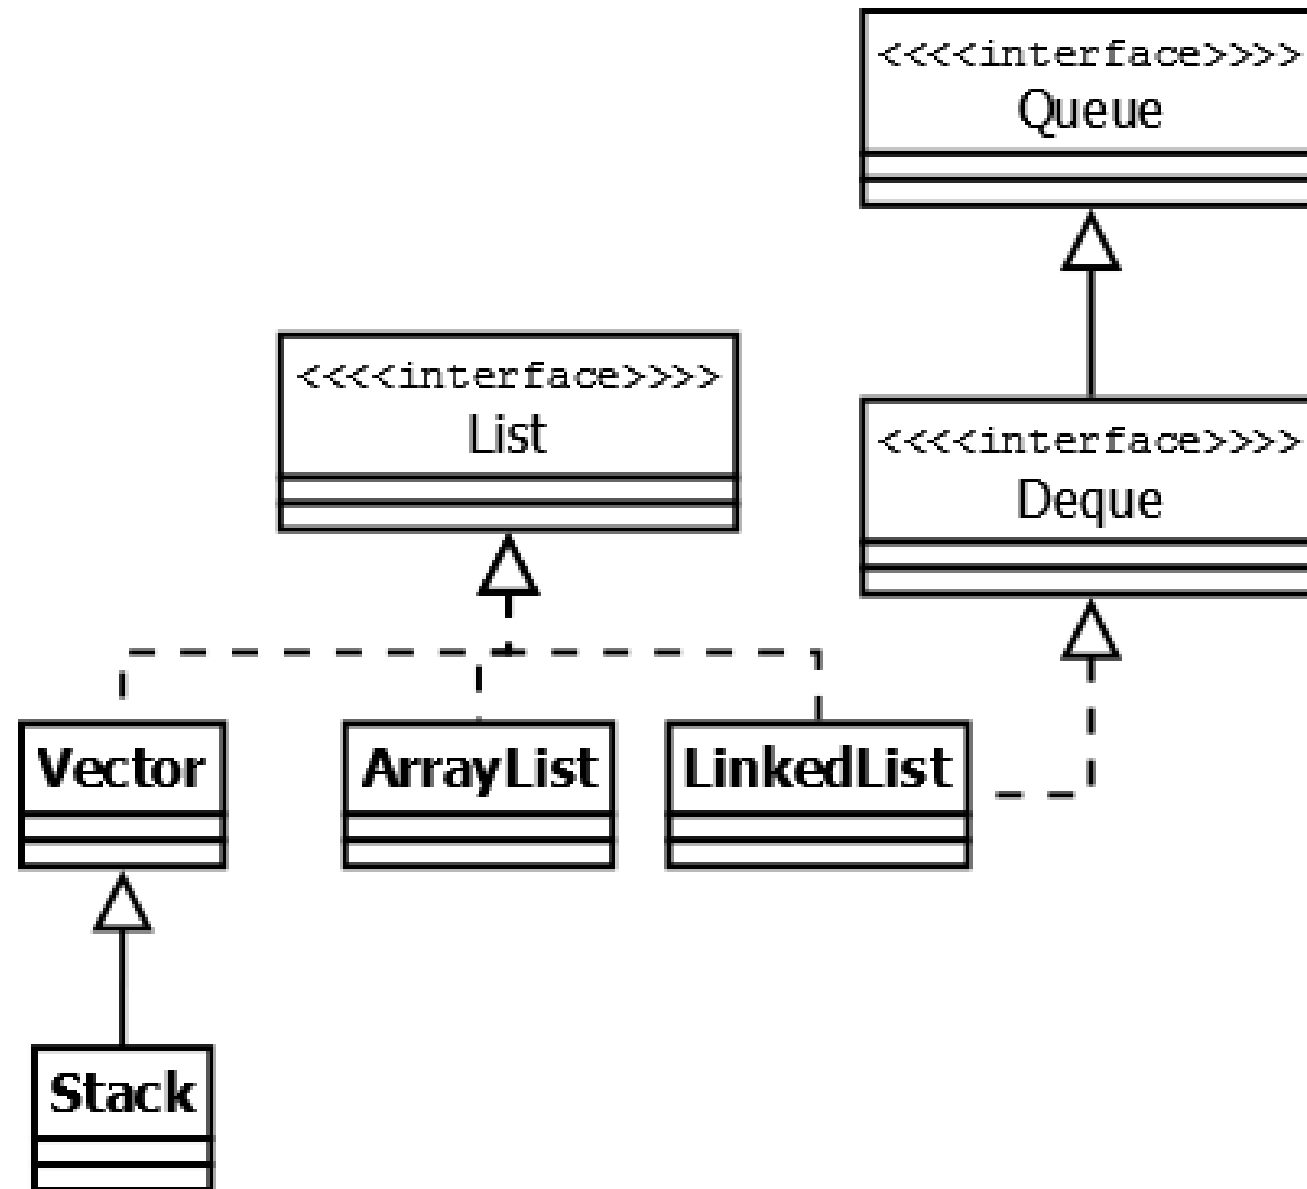 <<<<interface>>>>
Queue
<<<<interface>>>>
List
<<<<interface>>>>
Deque
Vector
ArrayList
LinkedList
Stack